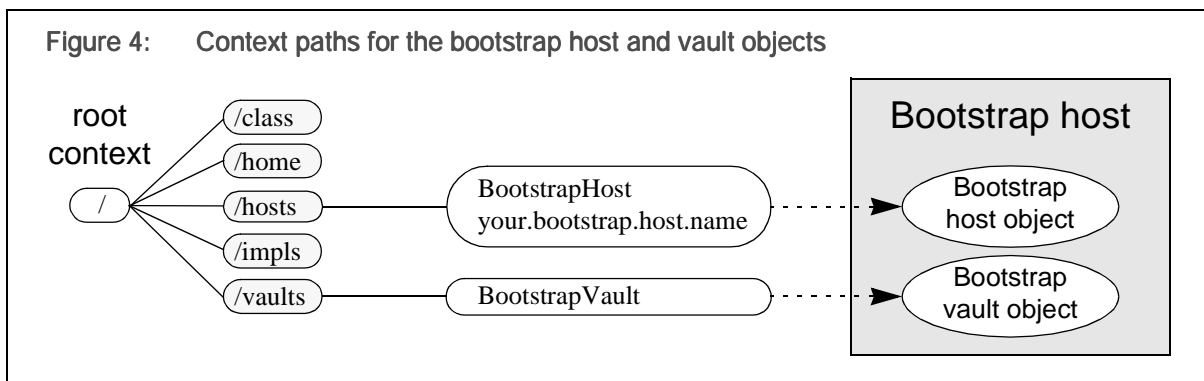 Figure 4: Context paths for the bootstrap host and vault objects
root
context
/
/class
/home
/hosts
/impls
/vaults
BootstrapHost
your.bootstrap.host.name
BootstrapVault
Bootstrap host
Bootstrap
host object
Bootstrap
vault object